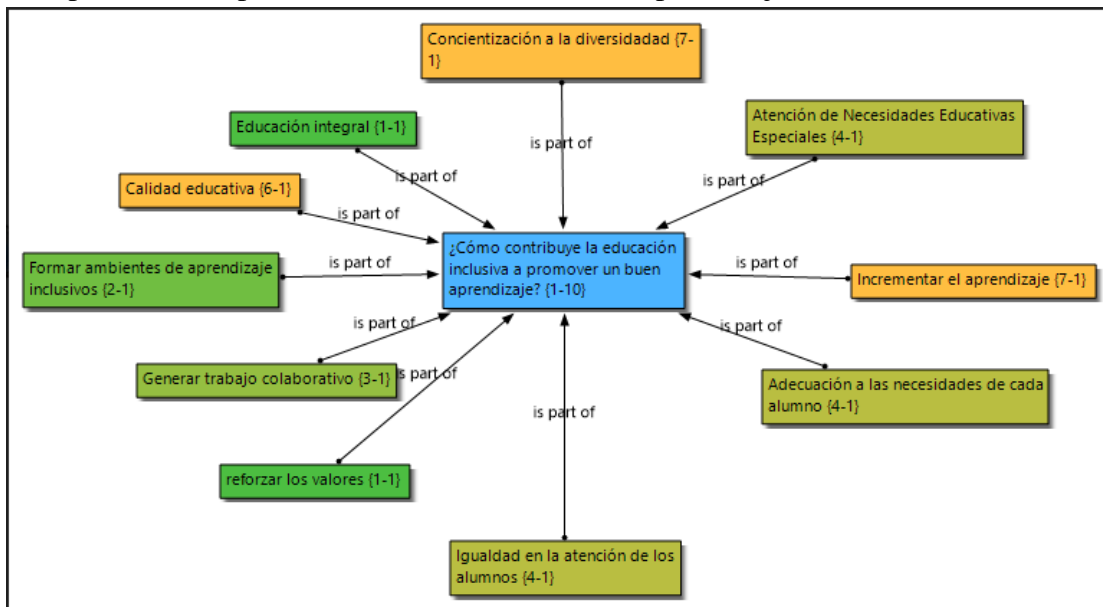 Concientización a la diversidadad {7-
1}
is part of
Educación integral {1-1}
is part of
Atención de Necesidades Educativas
Especiales {4-1}
is part of
Calidad educativa {6-1}
is part of
¿Cómo contribuye la educación
inclusiva a promover un buen
aprendizaje? {1-10}
Formar ambientes de aprendizaje
inclusivos {2-1}
is part of
Incrementar el aprendizaje {7-1}
is part of
Generar trabajo colaborativo {3-1}
is part of
Adecuación a las necesidades de cada
alumno {4-1}
is part of
reforzar los valores {1-1}
is part of
Igualdad en la atención de los
alumnos {4-1}
is part of